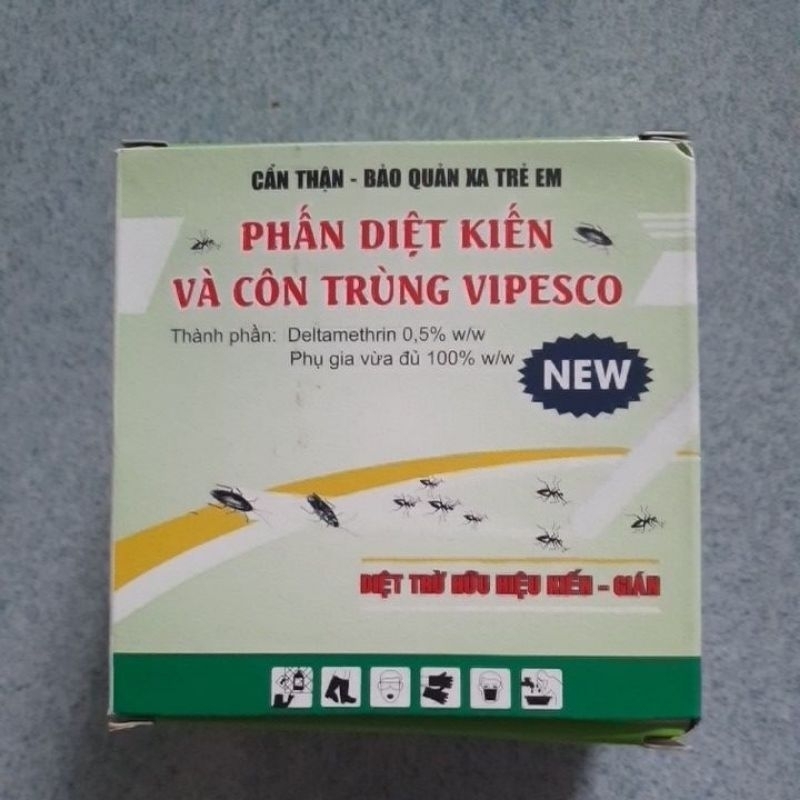 CẨN THẬN - BẢO QUẢN XA TRẺ EM
PHẤN DIỆT KIẾN
VÀ CÔN TRÙNG VIPESCO
Thành phần: Deltamethrin 0,5% w/w
Phụ gia vừa đủ 100% w/w
NEW
DIỆT TRỪ HỮU HIỆU KIẾN - GIÁN